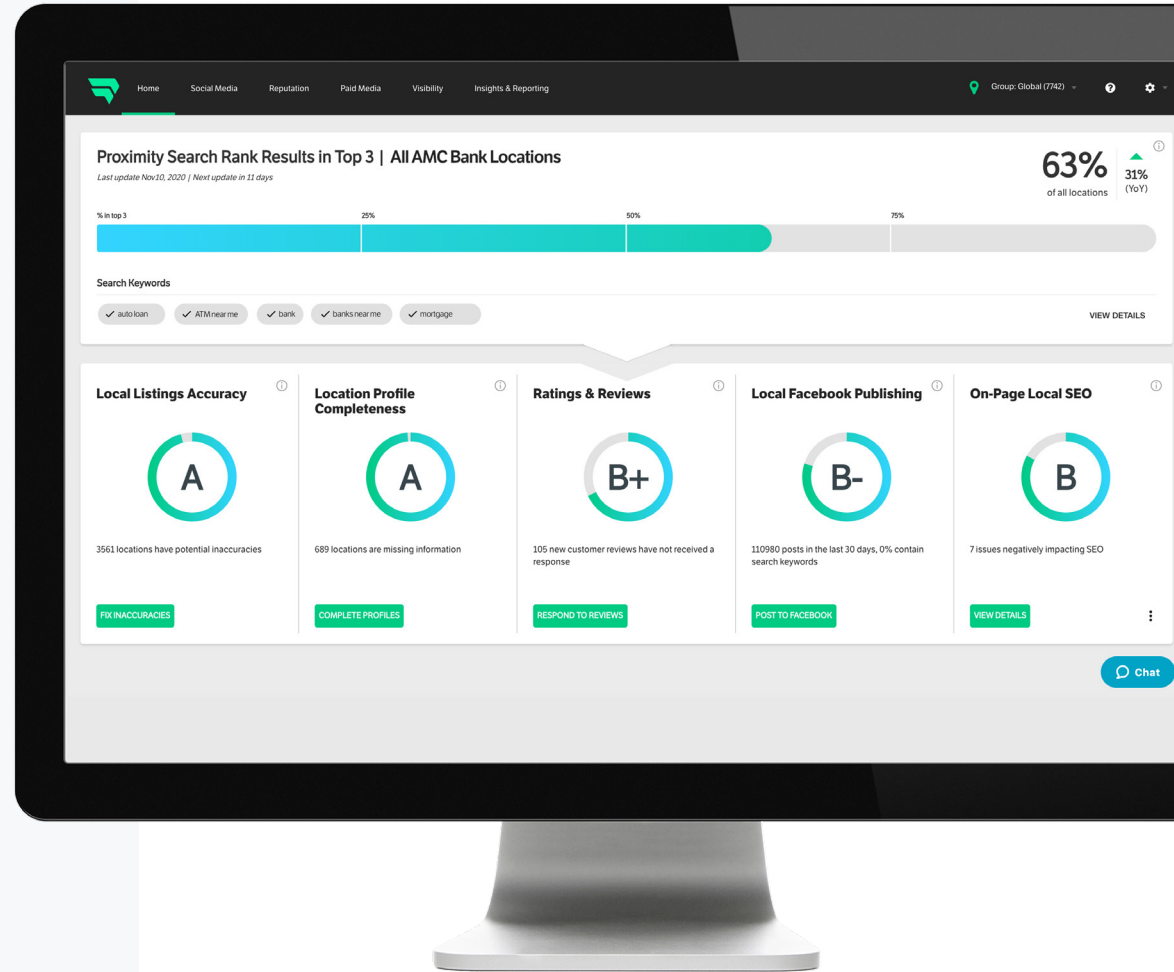 Home Social Media Reputation Paid Media Visibility Insights & Reporting Group: Global (7742)
Proximity Search Rank Results in Top 3 | All AMC Bank Locations
Last update Nov10, 2020 | Next update in 11 days
63%
of all locations
31%
(YoY)
% in top 3 25% 50% 75%
Search Keywords
auto loan ATM near me bank banks near me mortgage
VIEW DETAILS
Local Listings Accuracy
A
3561 locations have potential inaccuracies
FIX INACCURACIES
Location Profile
Completeness
A
689 locations are missing information
COMPLETE PROFILES
Ratings & Reviews
B+
105 new customer reviews have not received a
response
RESPOND TO REVIEWS
Local Facebook Publishing
B-
110980 posts in the last 30 days, 0% contain
search keywords
POST TO FACEBOOK
On-Page Local SEO
B
7 issues negatively impacting SEO
VIEW DETAILS
Chat